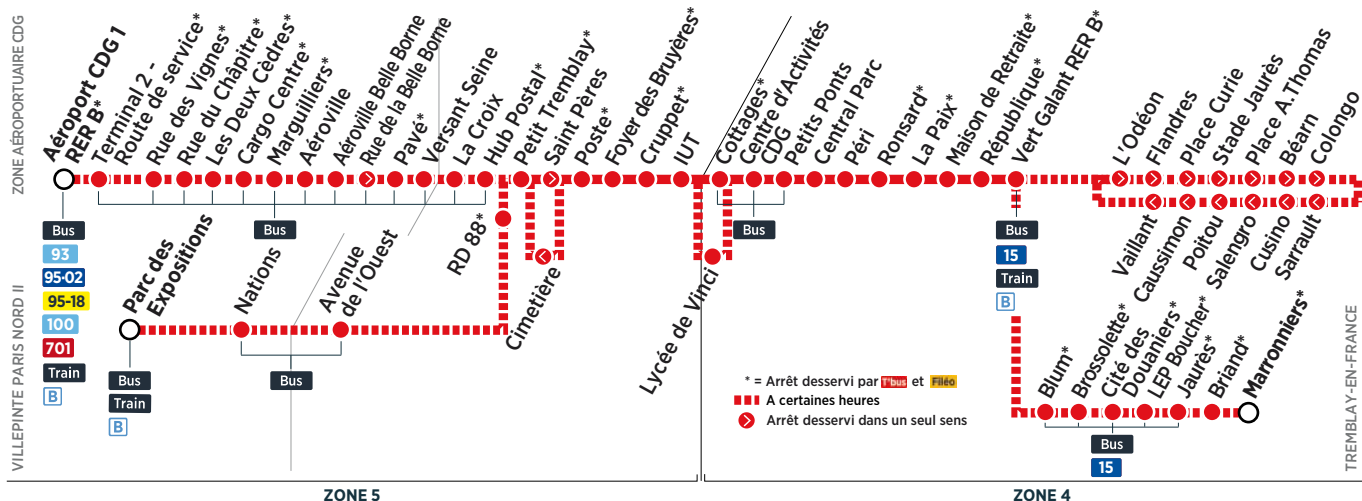 ZONE AÉROPORTUAIRE CDG
VILLEPINTE PARIS NORD II
Aéroport CDG 1
RER B*
Terminal 2 -
Route de service*
Rue des Vignes*
Rue du Châpitre*
Les Deux Cèdres*
Cargo Centre*
Marguilliers*
Aéroville
Aéroville Belle Borne
Rue de la Belle Borne
Pavé*
Versant Seine
La Croix
Hub Postal*
Petit Tremblay*
Saint Pères
Poste*
Foyer des Bruyères*
Cruppet*
IUT
Cottages*
Centre d'Activités
CDG
Petits Ponts
Central Parc
Péri
Ronsard*
La Paix*
Maison de Retraite*
République*
Vert Galant RER B*
L'Odéon
Flandres
Place Curie
Stade Jaurès
Place A.Thomas
Béarn
Colongo
Bus
93
95-02
95-18
100
701
Train
B
Bus
Parc des
Expositions
Bus
Train
B
Nations
Avenue
de l'Ouest
Bus
RD 88*
Cimetière
Lycée de Vinci
Bus
Bus
15
Train
B
Vaillant
Caussimon
Poitou
Salengro
Cusino
Sarrault
Blum*
Brossolette*
Cité des
Douaniers*
LEP Boucher*
Jaurès*
Briand*
Marronniers*
Bus
15
* = Arrêt desservi par T'bus et Filéo
A certaines heures
Arrêt desservi dans un seul sens
TREMBLAY-EN-FRANCE
ZONE 5
ZONE 4